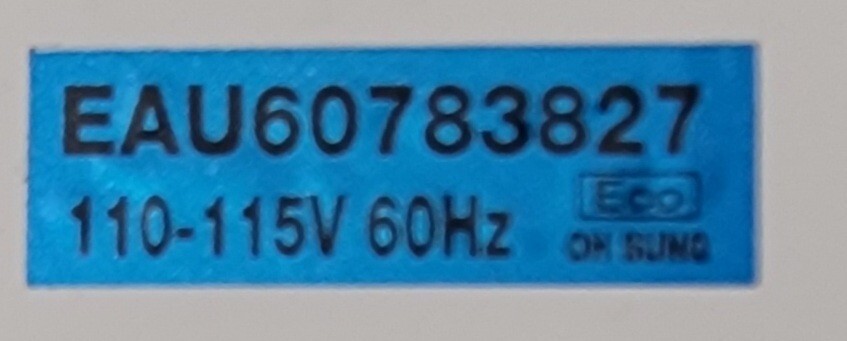 EAU60783827
110-115V 60Hz
Eco
OH SUNG